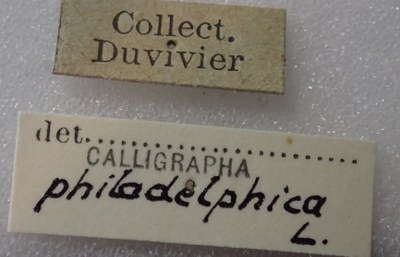 Collect.
Duvivier
det........................
CALLIGRAPHA
philadelphica
L.